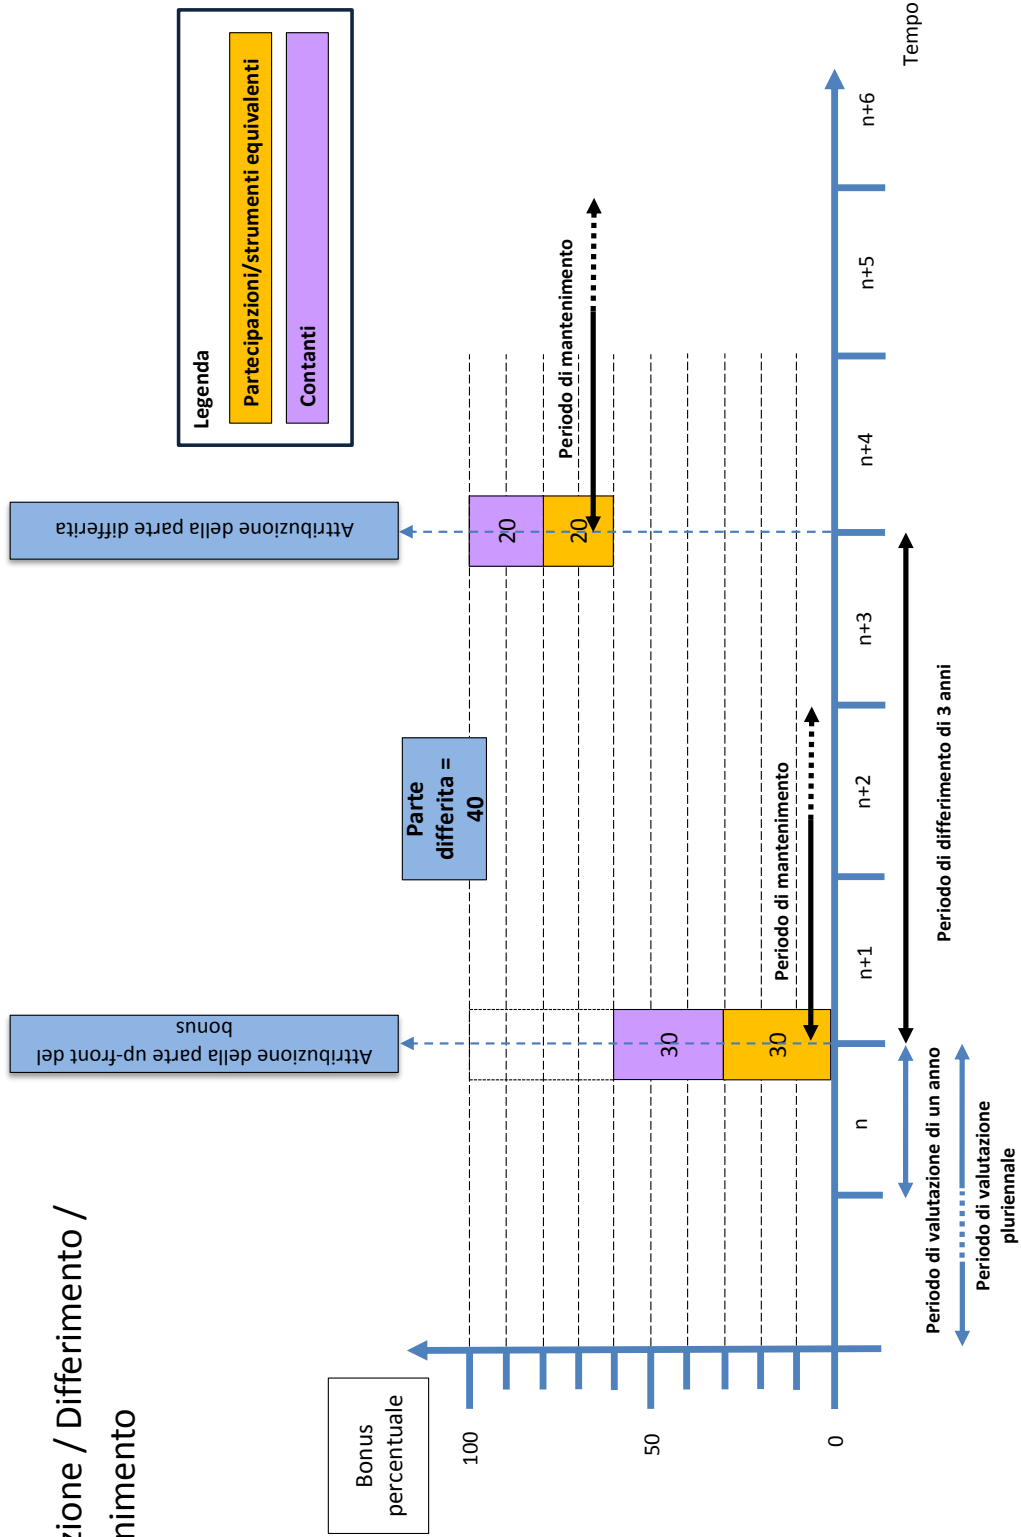 zione / Differimento /
nimento
Attribuzione della parte up-front del
bonus
Attribuzione della parte differita
Legenda
Partecipazioni/strumenti equivalenti
Contanti
Bonus
percentuale
Parte
differita =
40
100
50
0
20
20
30
30
Periodo di mantenimento
Periodo di mantenimento
n
n+1
n+2
n+3
n+4
n+5
n+6
Tempo
Periodo di valutazione di un anno
Periodo di differimento di 3 anni
Periodo di valutazione
pluriennale